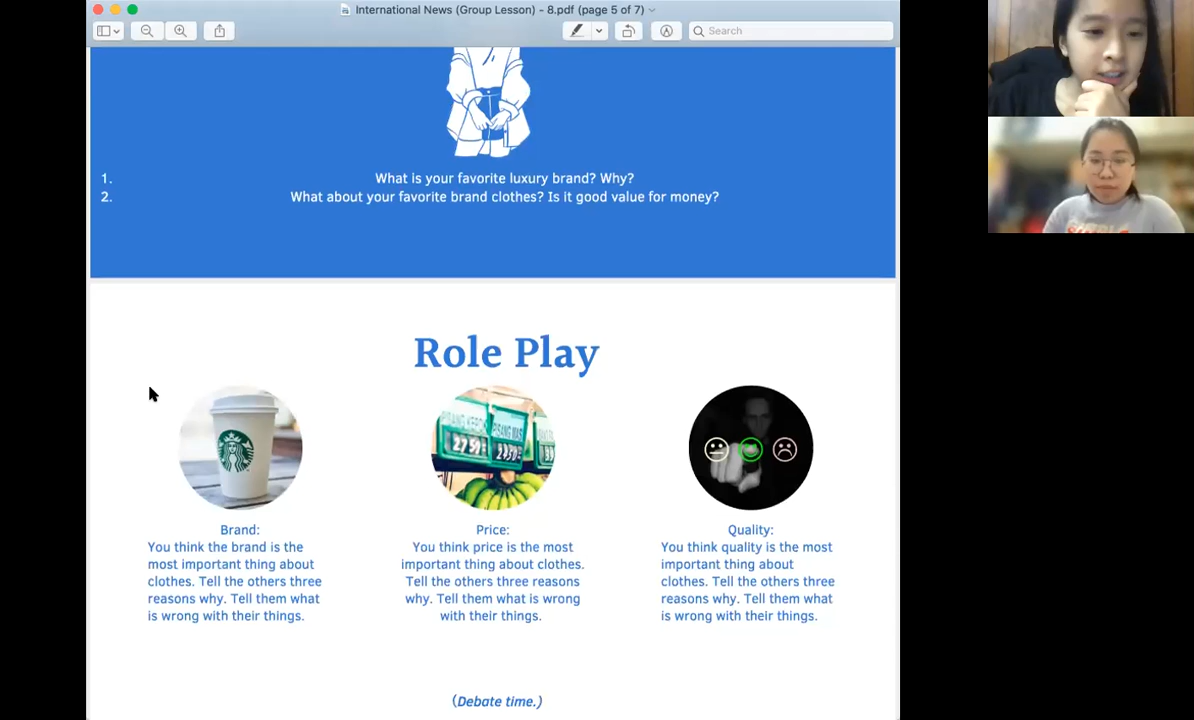 International News (Group Lesson) - 8.pdf (page 5 of 7)
Search
1. What is your favorite luxury brand? Why?
2. What about your favorite brand clothes? Is it good value for money?
Role Play
Brand:
You think the brand is the
most important thing about
clothes. Tell the others three
reasons why. Tell them what
is wrong with their things.
PISANG MAS
27.50
Price:
You think price is the most
important thing about clothes.
Tell the others three reasons
why. Tell them what is wrong
with their things.
Quality:
You think quality is the most
important thing about
clothes. Tell the others three
reasons why. Tell them what
is wrong with their things.
(Debate time.)